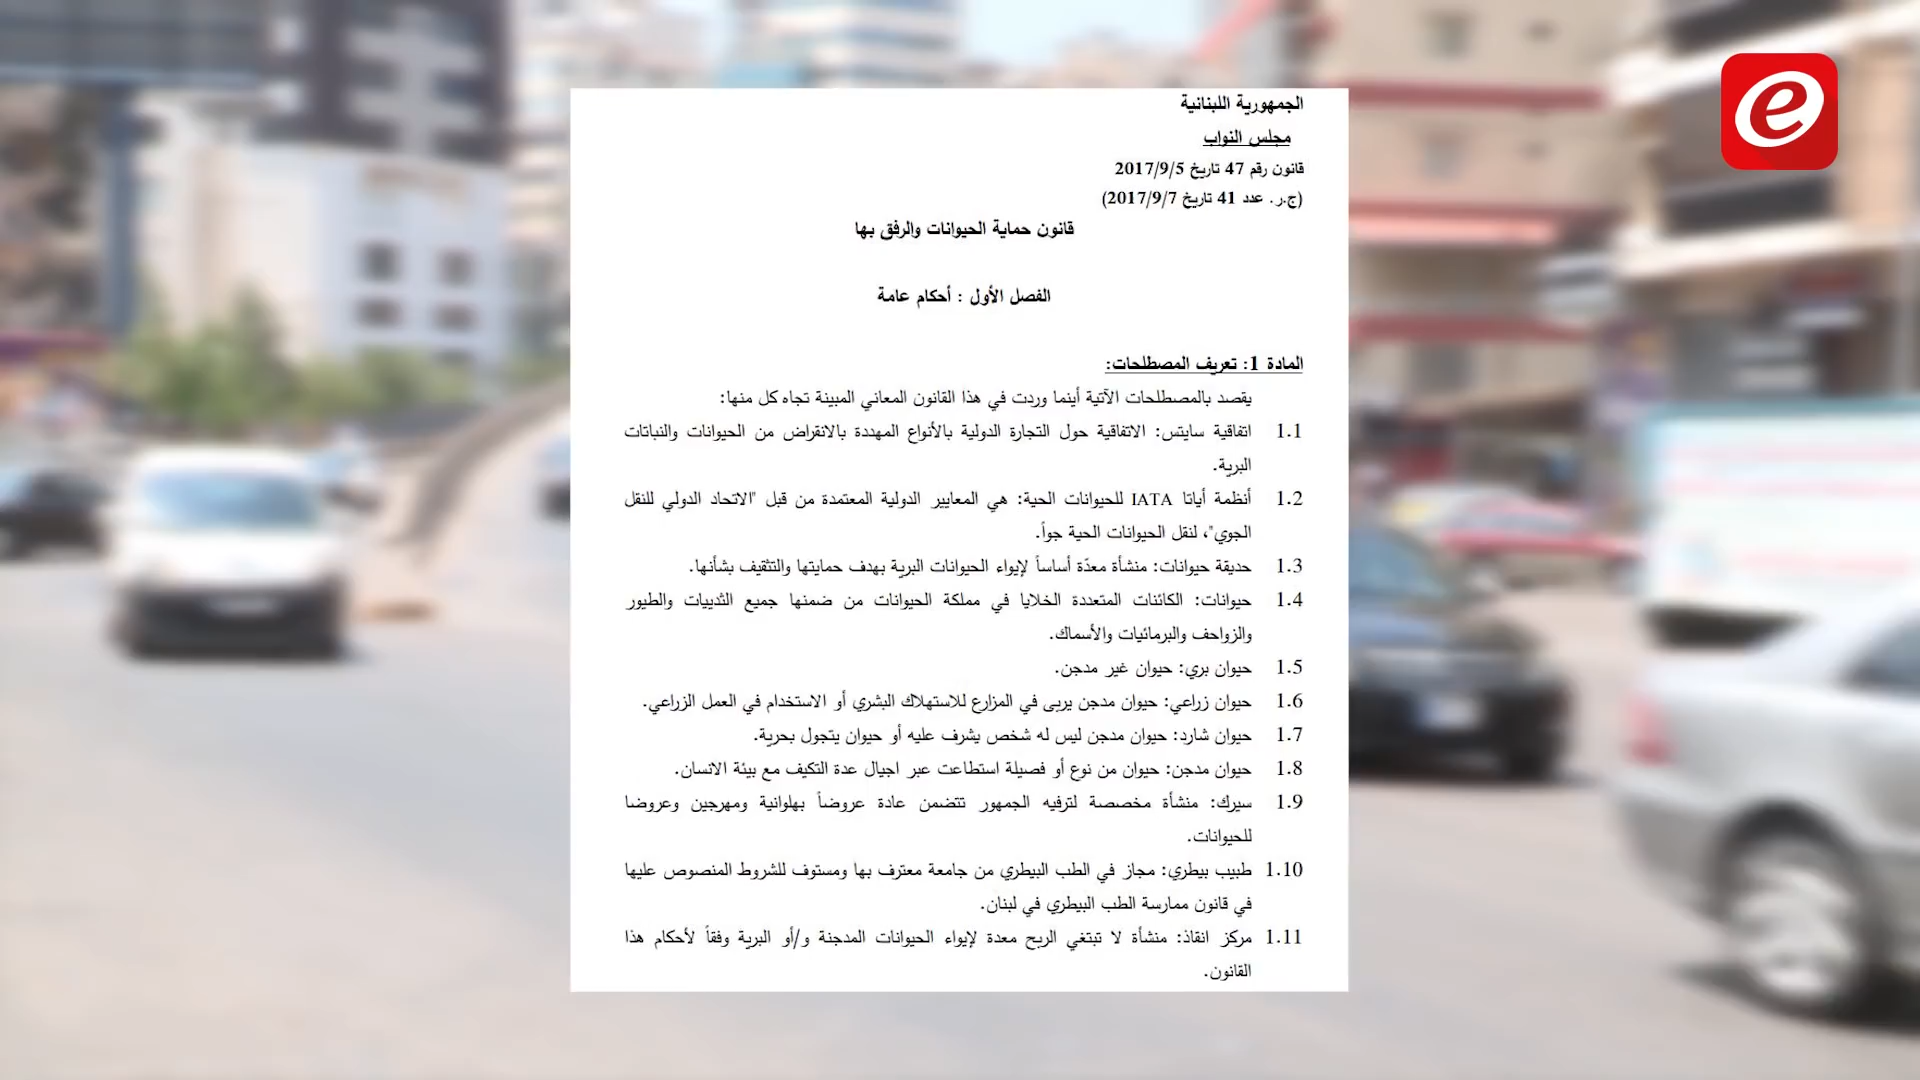 الجمهورية اللبنانية
مجلس النواب
قانون رقم 47 تاريخ 2017/9/5
(ج.ر. عدد 41 تاريخ 2017/9/7)
قانون حماية الحيوانات والرفق بها
الفصل الأول : أحكام عامة
المادة 1: تعريف المصطلحات:
يقصد بالمصطلحات الآتية أينما وردت في هذا القانون المعاني المبينة تجاه كل منها:
1.1 اتفاقية سايتس: الاتفاقية حول التجارة الدولية بالأنواع المهددة بالانقراض من الحيوانات والنباتات
البرية.
1.2 أنظمة أياتا IATA للحيوانات الحية: هي المعايير الدولية المعتمدة من قبل "الاتحاد الدولي للنقل
الجوي"، لنقل الحيوانات الحية جواً.
1.3 حديقة حيوانات: منشأة معدّة أساساً لإيواء الحيوانات البرية بهدف حمايتها والتثقيف بشأنها.
1.4 حيوانات: الكائنات المتعددة الخلايا في مملكة الحيوانات من ضمنها جميع الثدييات والطيور
والزواحف والبرمائيات والأسماك.
1.5 حيوان بري: حيوان غير مدجن.
1.6 حيوان زراعي: حيوان مدجن يربى في المزارع للاستهلاك البشري أو الاستخدام في العمل الزراعي.
1.7 حيوان شارد: حيوان مدجن ليس له شخص يشرف عليه أو حيوان يتجول بحرية.
1.8 حيوان مدجن: حيوان من نوع أو فصيلة استطاعت عبر اجيال عدة التكيف مع بيئة الانسان.
1.9 سيرك: منشأة مخصصة لترفيه الجمهور تتضمن عادة عروضاً بهلوانية ومهرجين وعروضا
للحيوانات.
1.10 طبيب بيطري: مجاز في الطب البيطري من جامعة معترف بها ومستوف للشروط المنصوص عليها
في قانون ممارسة الطب البيطري في لبنان.
1.11 مركز انقاذ: منشأة لا تبتغي الربح معدة لإيواء الحيوانات المدجنة و/أو البرية وفقاً لأحكام هذا
القانون.
e